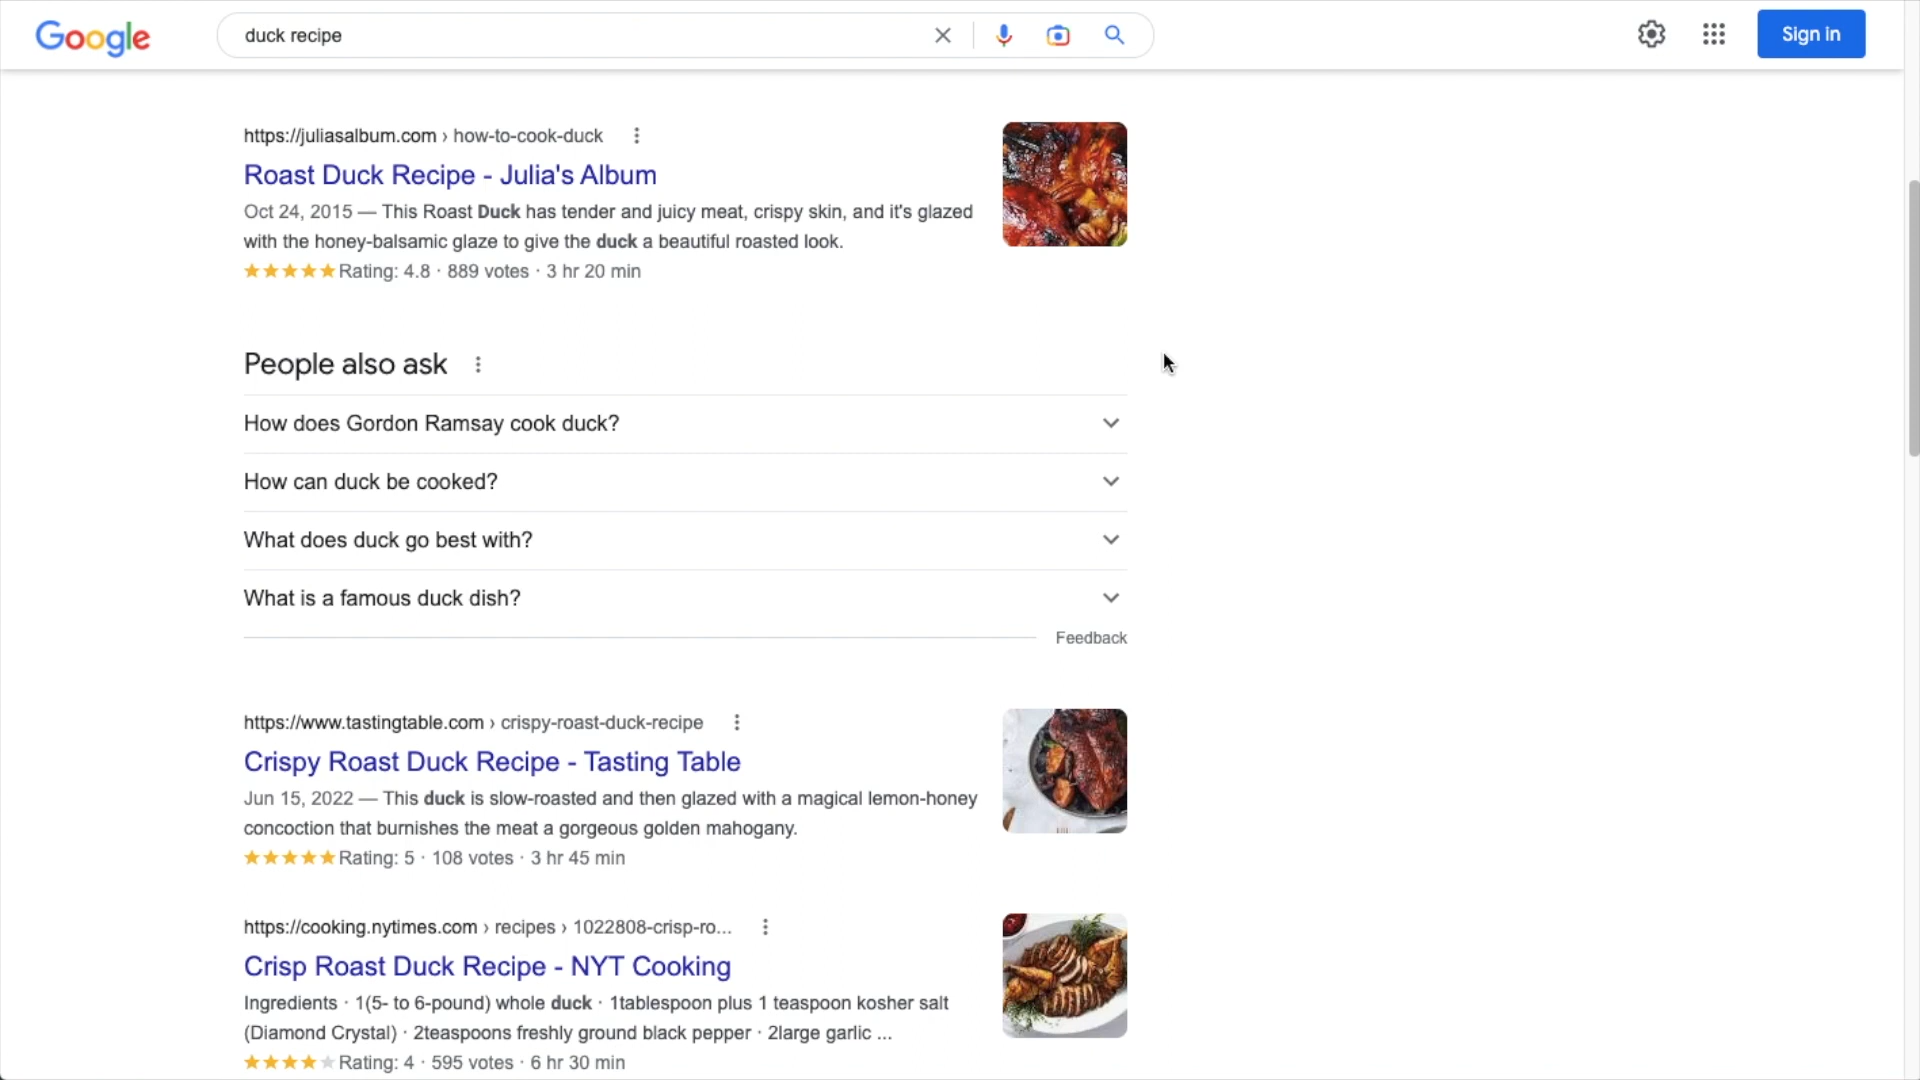 Google
duck recipe
Sign in
https://juliasalbum.com › how-to-cook-duck
Roast Duck Recipe - Julia's Album
Oct 24, 2015 — This Roast Duck has tender and juicy meat, crispy skin, and it's glazed
with the honey-balsamic glaze to give the duck a beautiful roasted look.
Rating: 4.8 · 889 votes · 3 hr 20 min
People also ask
How does Gordon Ramsay cook duck?
How can duck be cooked?
What does duck go best with?
What is a famous duck dish?
Feedback
https://www.tastingtable.com › crispy-roast-duck-recipe
Crispy Roast Duck Recipe - Tasting Table
Jun 15, 2022 — This duck is slow-roasted and then glazed with a magical lemon-honey
concoction that burnishes the meat a gorgeous golden mahogany.
Rating: 5 · 108 votes · 3 hr 45 min
https://cooking.nytimes.com › recipes › 1022808-crisp-ro...
Crisp Roast Duck Recipe - NYT Cooking
Ingredients · 1(5- to 6-pound) whole duck · 1tablespoon plus 1 teaspoon kosher salt
(Diamond Crystal) · 2teaspoons freshly ground black pepper · 2large garlic ...
Rating: 4 · 595 votes · 6 hr 30 min